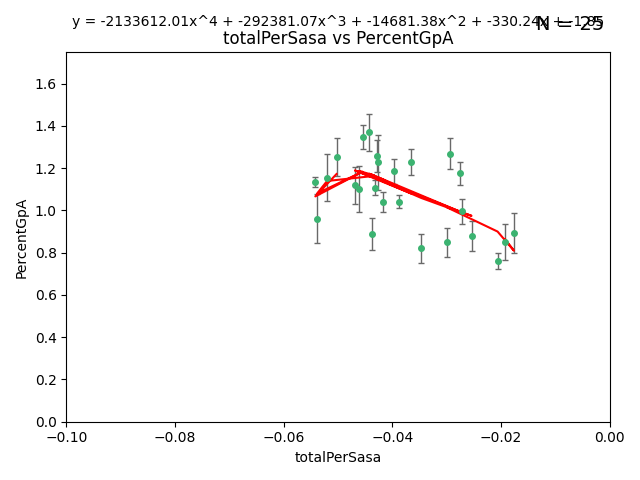 y = -2133612.01x^4 + -292381.07x^3 + -14681.38x^2 + -330.24x + -1.85
N = 25
totalPerSasa vs PercentGpA
1.6
1.4
1.2
1.0
0.8
0.6
0.4
0.2
0.0
PercentGpA
-0.10 -0.08 -0.06 -0.04 -0.02 0.00
totalPerSasa